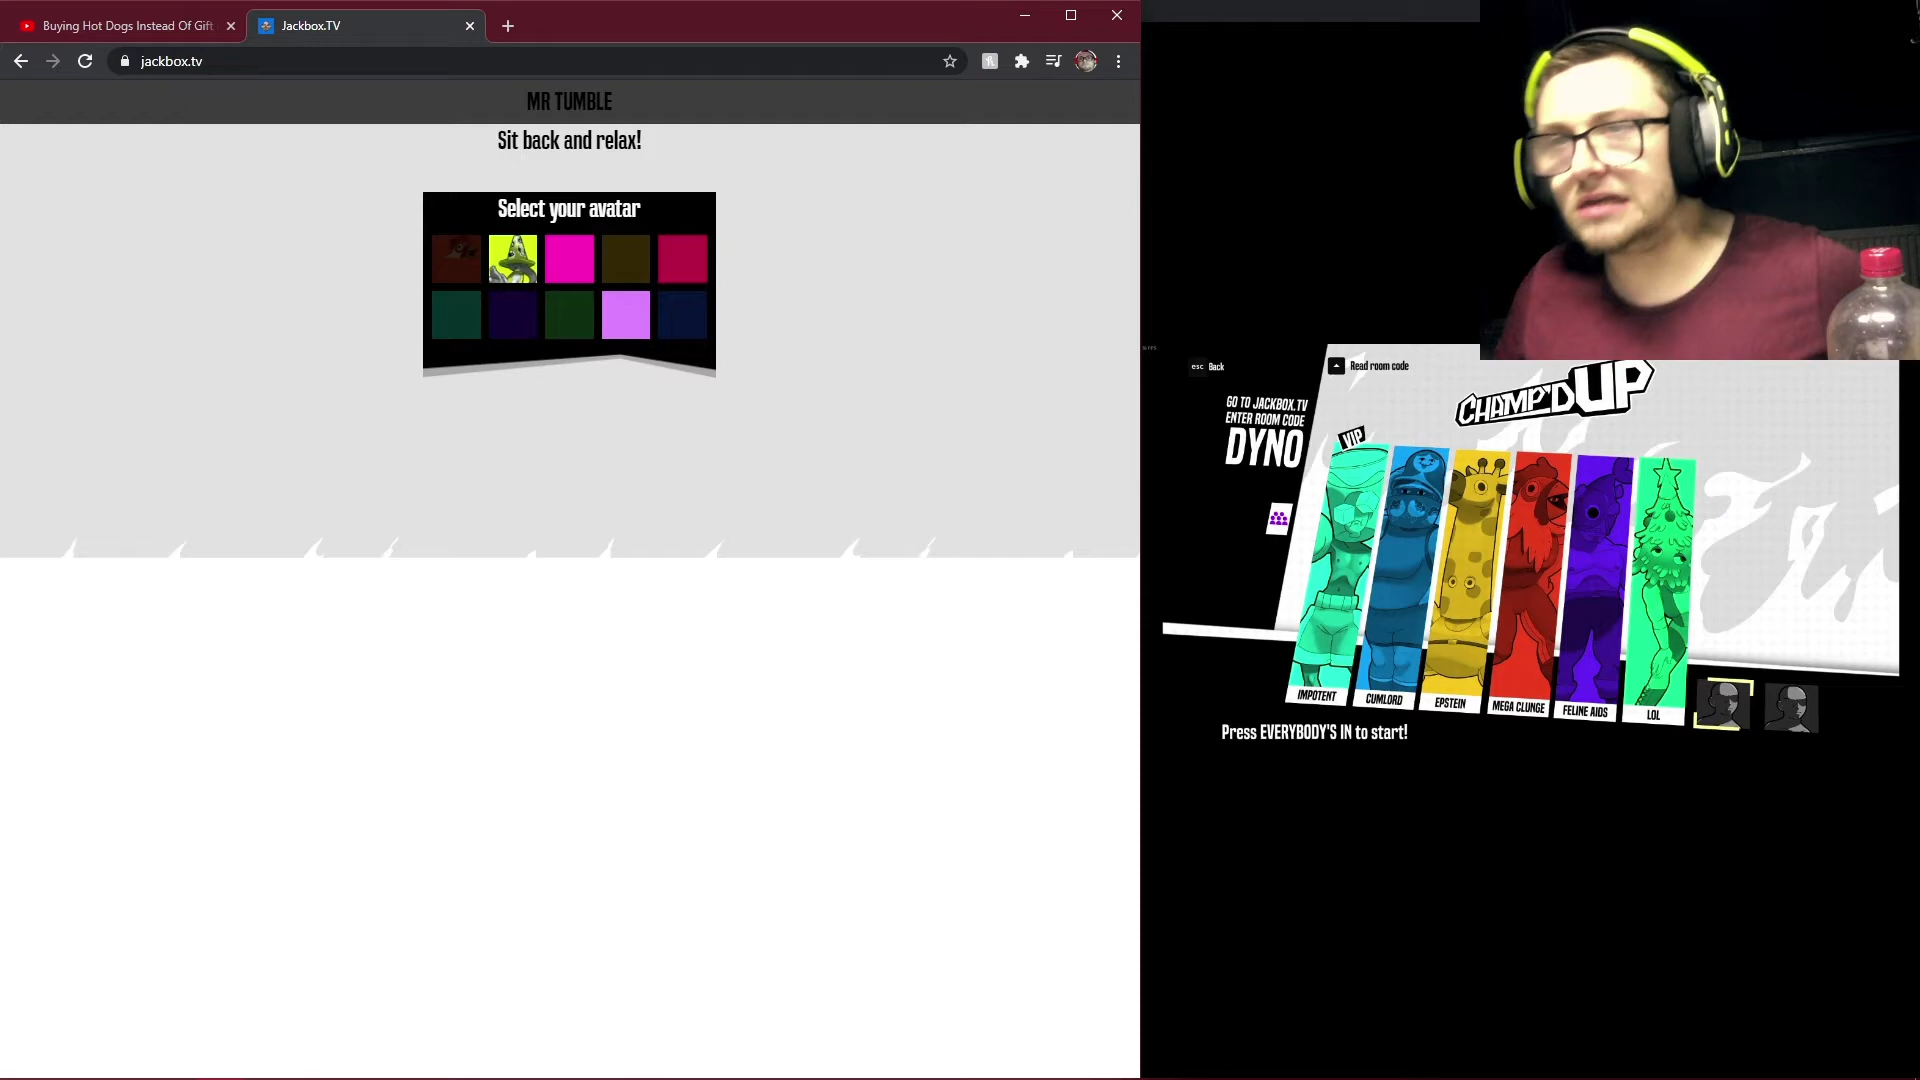 Buying Hot Dogs Instead Of Gift
Jackbox.TV
jackbox.tv
MR TUMBLE
Sit back and relax!
Select your avatar
esc Back
Read room code
GO TO JACKBOX.TV
ENTER ROOM CODE
DYNO
CHAMP'D UP
VIP
IMPOTENT
CUMLORD
EPSTEIN
MEGA CLUNGE
FELINE AIDS
LOL
Press EVERYBODY'S IN to start!